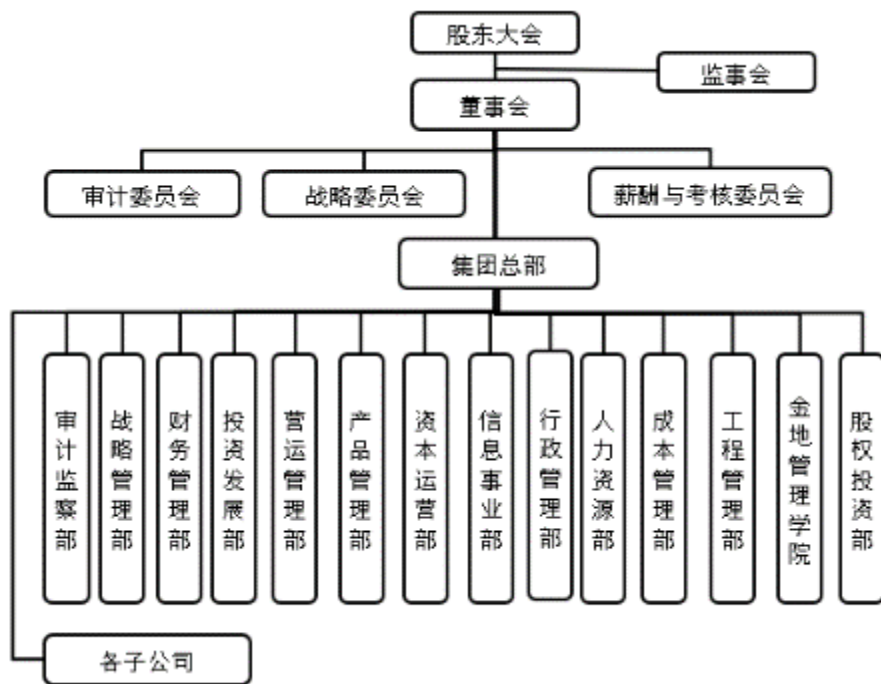 股东大会
监事会
董事会
审计委员会
战略委员会
薪酬与考核委员会
集团总部
审计监察部
战略管理部
财务管理部
投资发展部
营运管理部
产品管理部
资本运营部
信息事业部
行政管理部
人力资源部
成本管理部
工程管理部
金地管理学院
股权投资部
各子公司